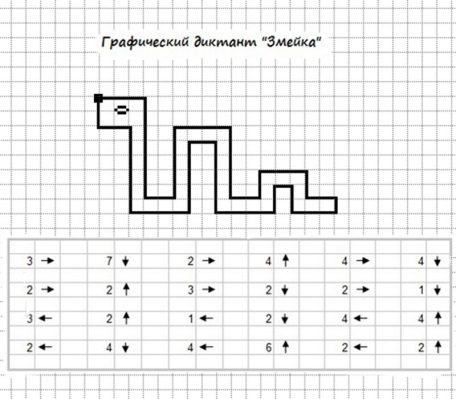 Графический диктант "Змейка"
3 → 7 ↓ 2 → 4 ↑ 4 → 4 ↓
2 → 2 ↑ 3 → 2 ↓ 2 → 1 ↓
3 ← 2 ↑ 1 ← 2 ↓ 4 ← 4 ↑
2 ← 4 ↓ 4 ← 6 ↑ 2 ← 2 ↑